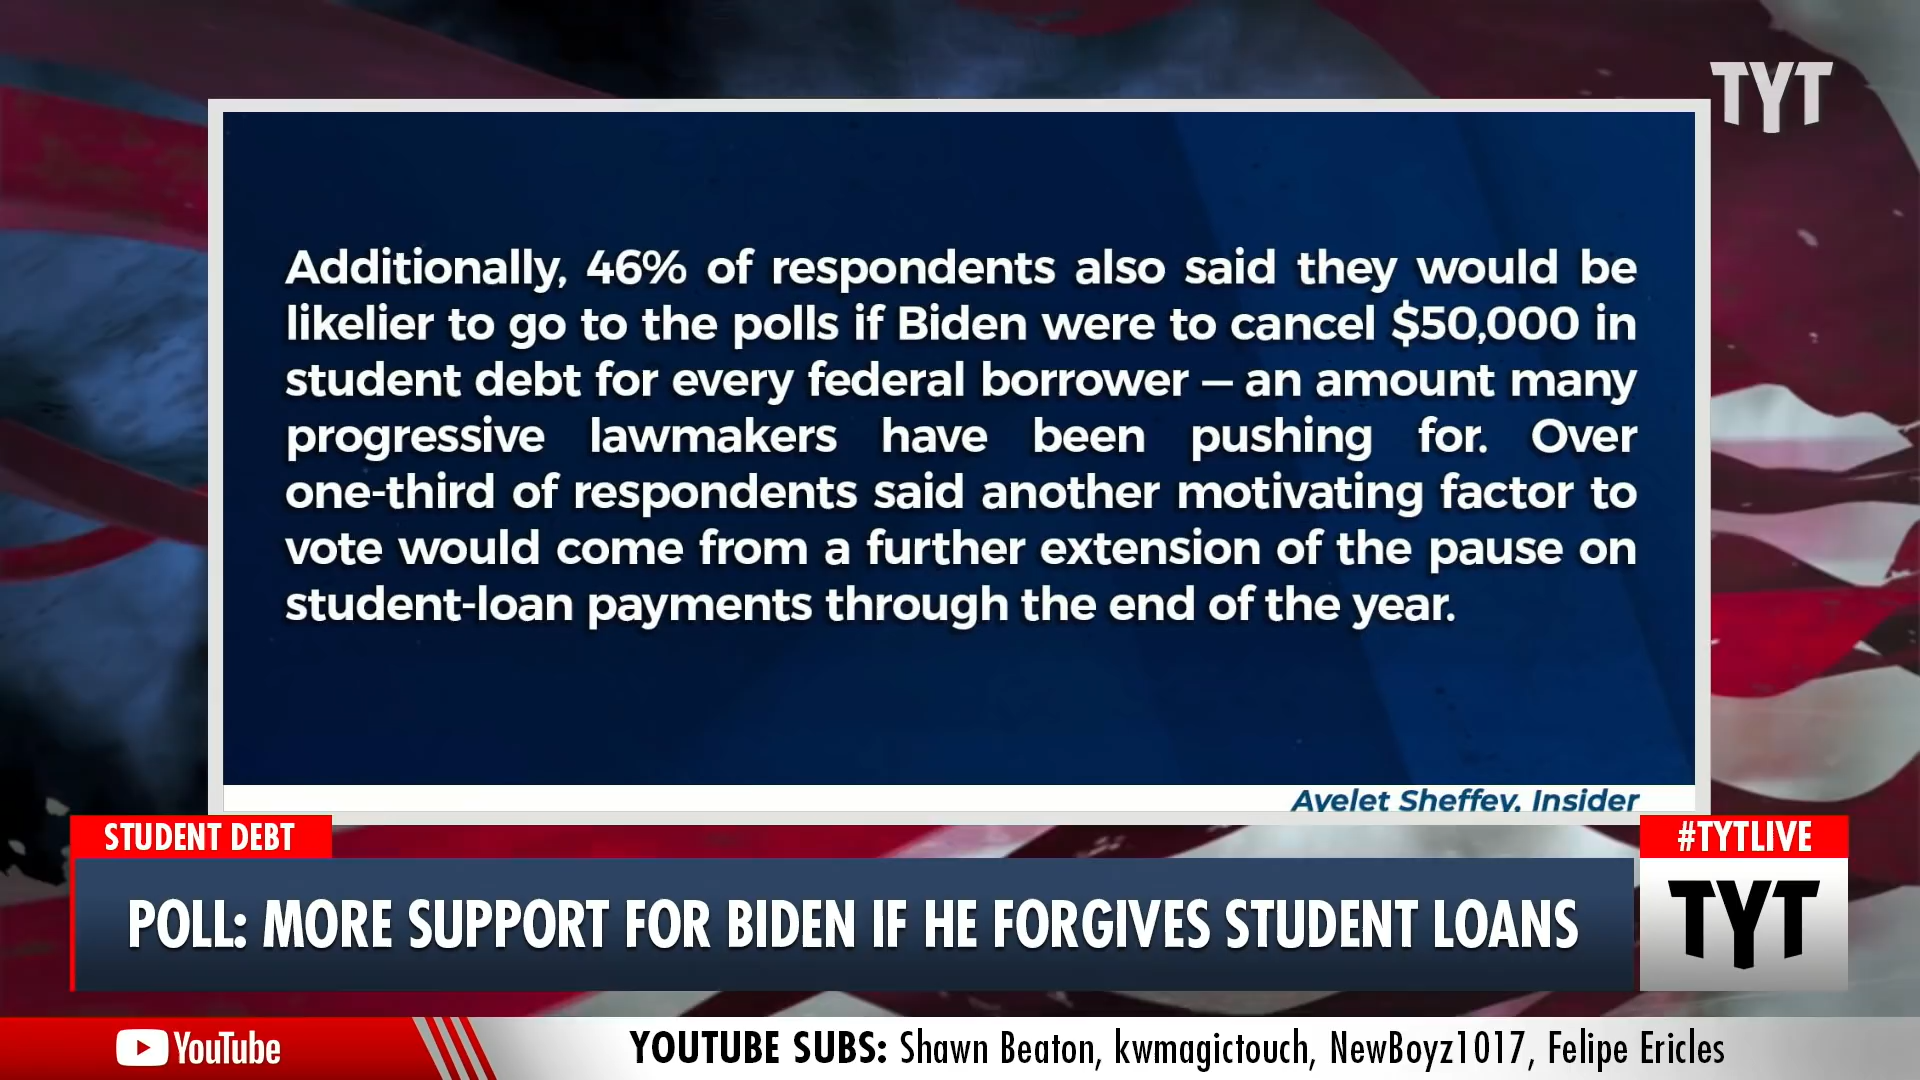 TYT
Additionally, 46% of respondents also said they would be
likelier to go to the polls if Biden were to cancel $50,000 in
student debt for every federal borrower — an amount many
progressive lawmakers have been pushing for. Over
one-third of respondents said another motivating factor to
vote would come from a further extension of the pause on
student-loan payments through the end of the year.
Ayelet Sheffey, Insider
STUDENT DEBT
#TYTLIVE
POLL: MORE SUPPORT FOR BIDEN IF HE FORGIVES STUDENT LOANS
TYT
YouTube
YOUTUBE SUBS: Shawn Beaton, kwmagictouch, NewBoyz1017, Felipe Ericles